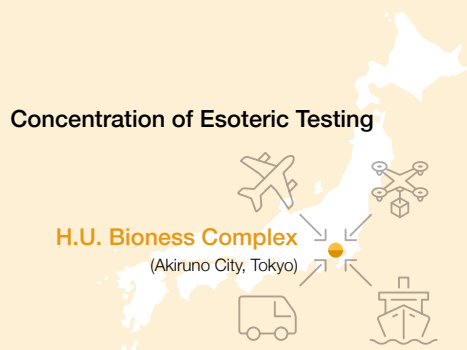 Concentration of Esoteric Testing
H.U. Bioness Complex
(Akiruno City, Tokyo)